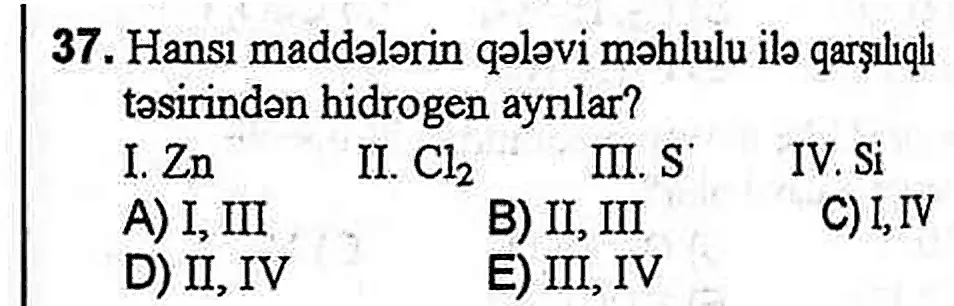 37. Hansı maddələrin qələvi məhlulu ilə qarşılıqlı
təsirindən hidrogen ayrılar?
I. Zn II. Cl₂ III. S IV. Si
A) I, III B) II, III C) I, IV
D) II, IV E) III, IV